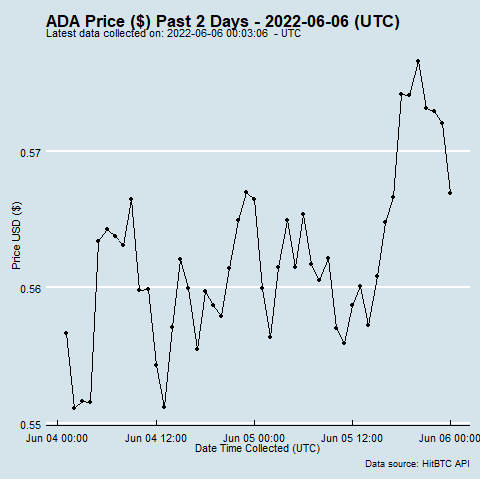 ADA Price ($) Past 2 Days - 2022-06-06 (UTC)
Latest data collected on: 2022-06-06 00:03:06  - UTC
0.57
Price USD ($)
0.56
0.55
Jun 04 00:00 Jun 04 12:00 Jun 05 00:00 Jun 05 12:00 Jun 06 00:00
Date Time Collected (UTC)
Data source: HitBTC API